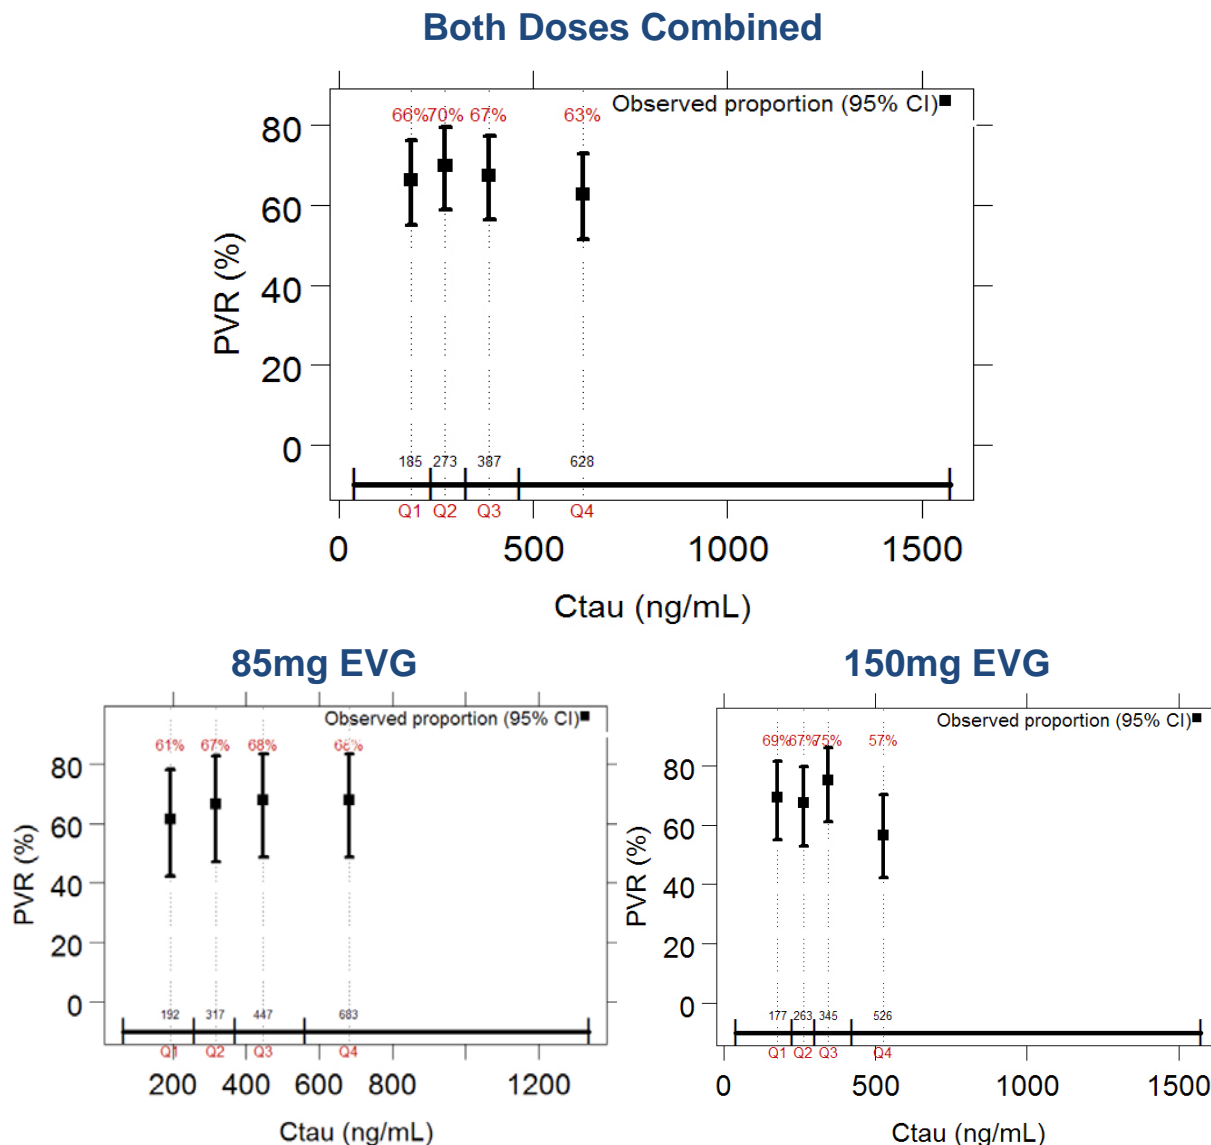 Both Doses Combined
Observed proportion (95% CI)
66% 70% 67% 63%
80
60
40
20
0
PVR (%)
185 273 387 628
Q1 Q2 Q3 Q4
0 500 1000 1500
Ctau (ng/mL)
85mg EVG
Observed proportion (95% CI)
61% 67% 68% 68%
80
60
40
20
0
PVR (%)
192 317 447 683
Q1 Q2 Q3 Q4
200 400 600 800 1200
Ctau (ng/mL)
150mg EVG
Observed proportion (95% CI)
69% 67% 75% 57%
80
60
40
20
0
PVR (%)
177 263 345 526
Q1 Q2 Q3 Q4
0 500 1000 1500
Ctau (ng/mL)